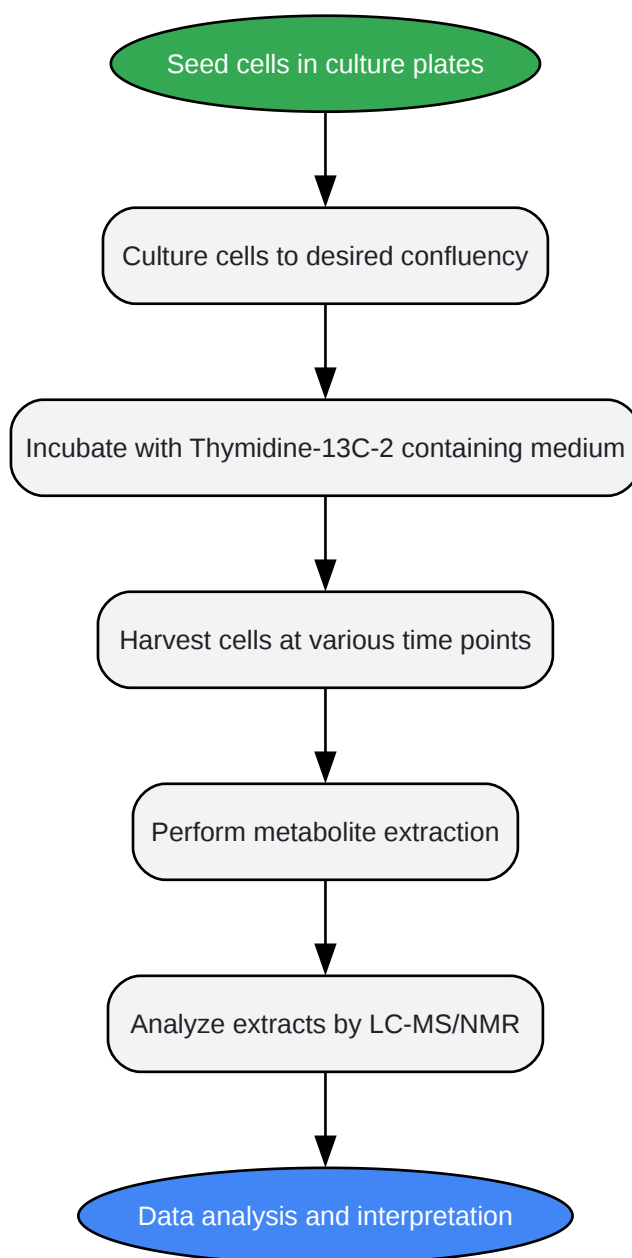 Seed cells in culture plates
Culture cells to desired confluency
Incubate with Thymidine-13C-2 containing medium
Harvest cells at various time points
Perform metabolite extraction
Analyze extracts by LC-MS/NMR
Data analysis and interpretation